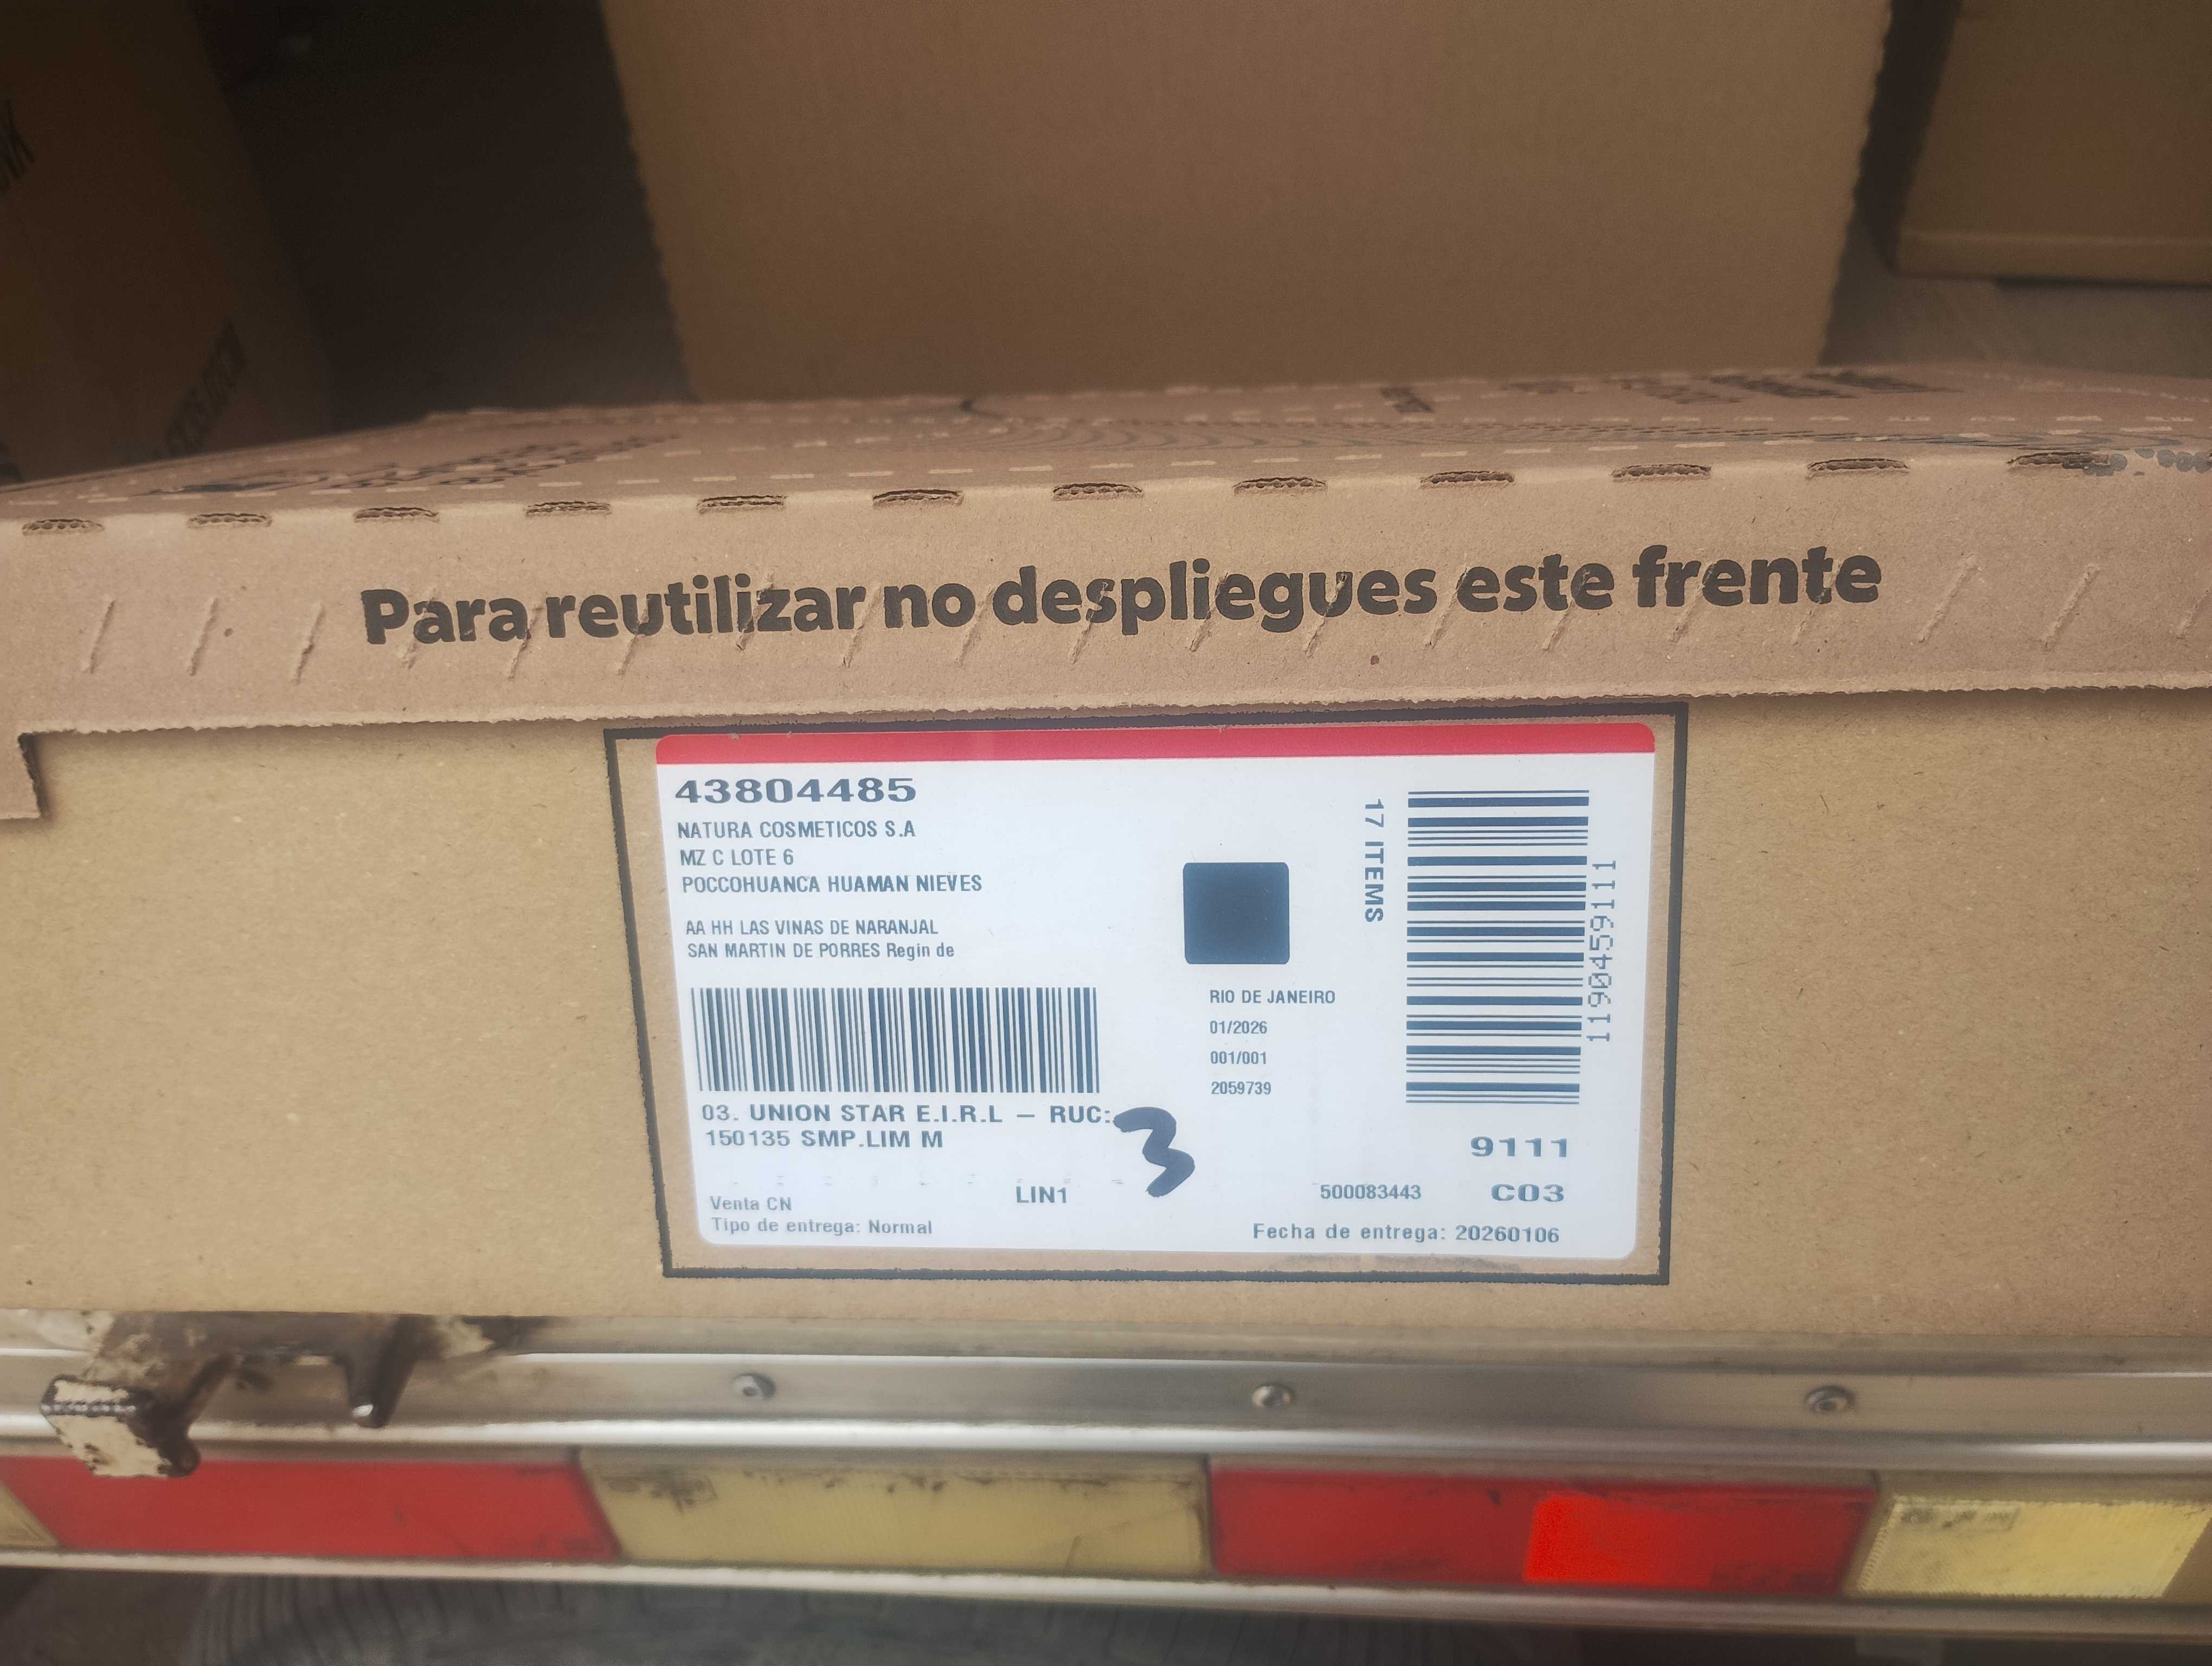 Para reutilizar no despliegues este frente
43804485
NATURA COSMETICOS S.A
MZ C LOTE 6
POCCOHUANCA HUAMAN NIEVES
AA HH LAS VINAS DE NARANJAL
SAN MARTIN DE PORRES Regin de
17 ITEMS
1190459111
RIO DE JANEIRO
01/2026
001/001
2059739
03. UNION STAR E.I.R.L – RUC:
150135 SMP.LIM M
3
9111
LIN1
500083443 C03
Venta CN
Tipo de entrega: Normal
Fecha de entrega: 20260106